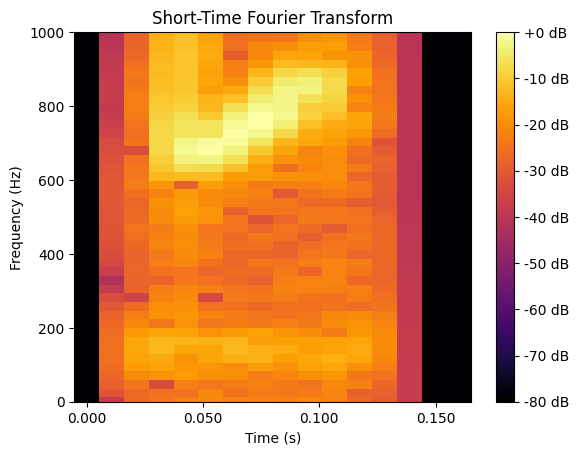 Short-Time Fourier Transform
1000
800
600
400
200
0
Frequency (Hz)
0.000
0.050
0.100
0.150
Time (s)
+0 dB
-10 dB
-20 dB
-30 dB
-40 dB
-50 dB
-60 dB
-70 dB
-80 dB